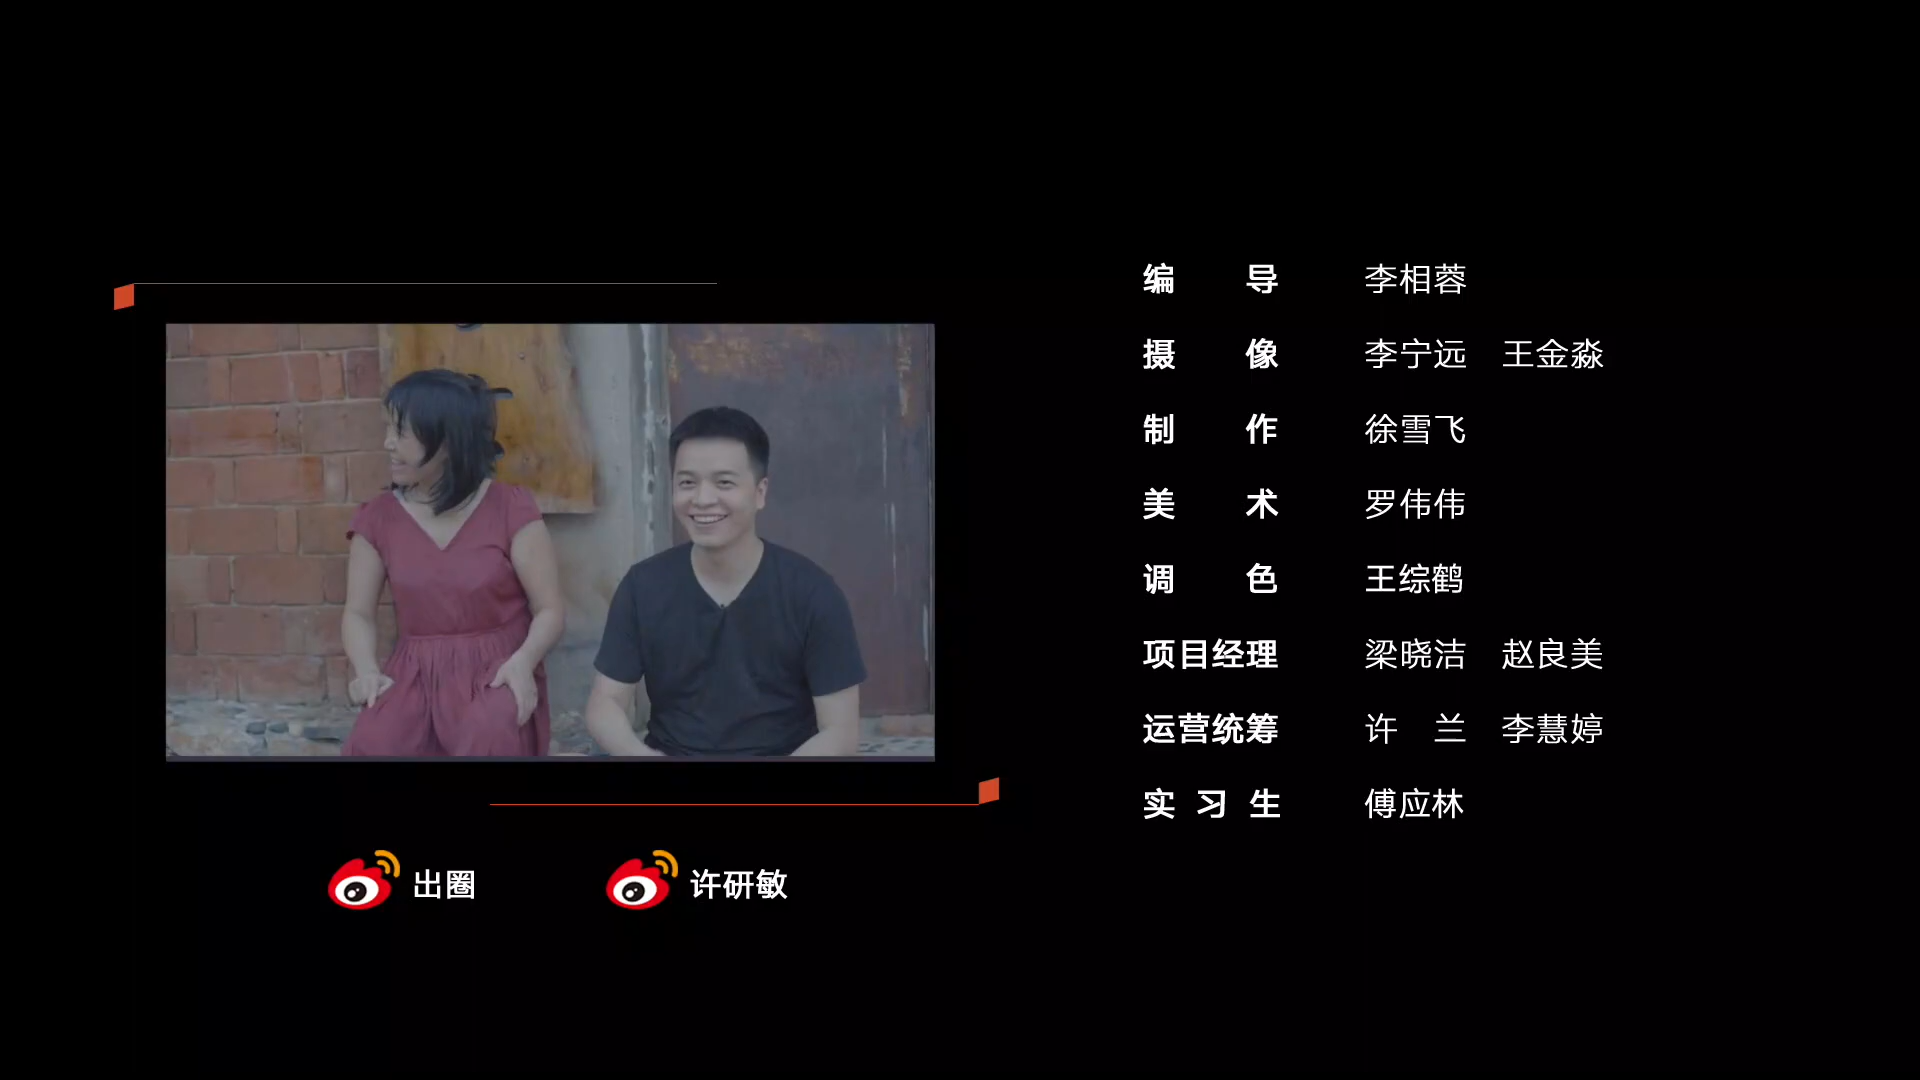 编 导 李相蓉
摄 像 李宁远 王金淼
制 作 徐雪飞
美 术 罗伟伟
调 色 王综鹤
项目经理 梁晓洁 赵良美
运营统筹 许 兰 李慧婷
实 习 生 傅应林
出圈 许研敏